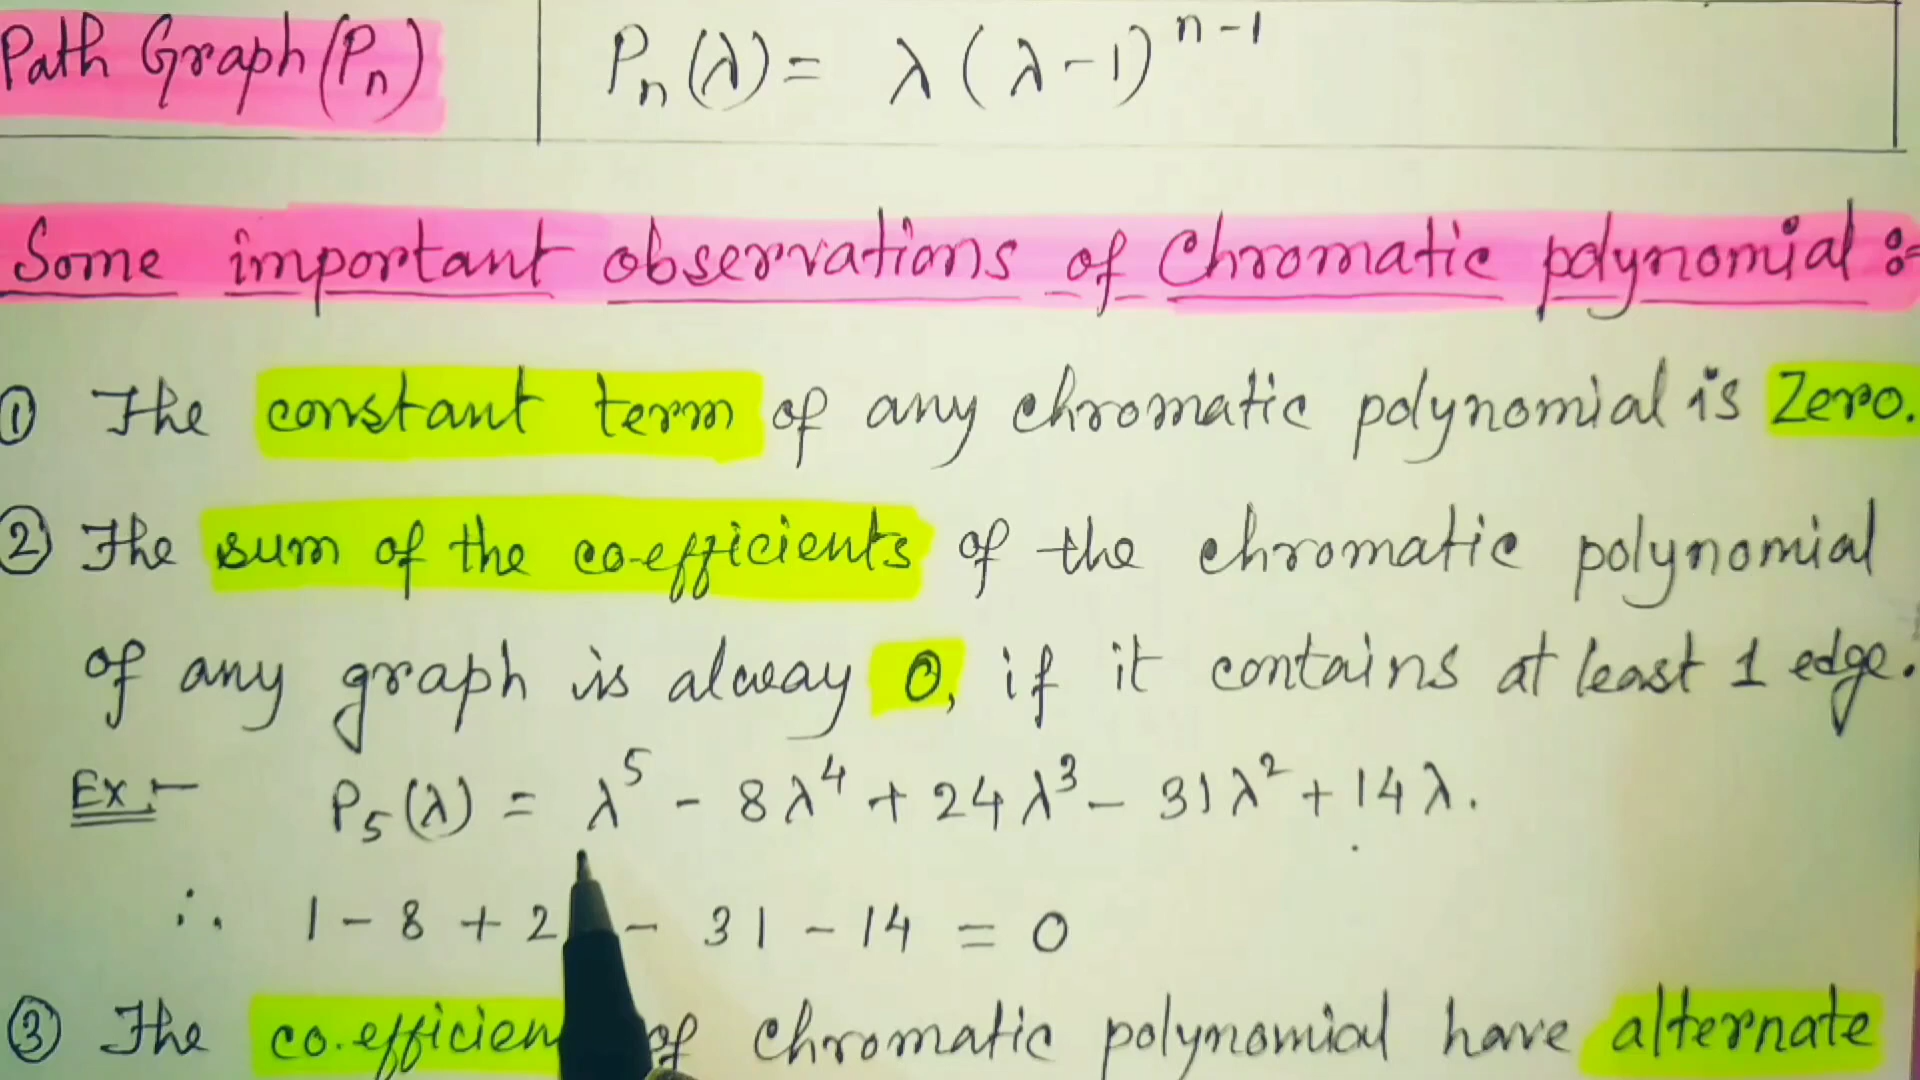 Path Graph (Pn) Pn(λ) = λ(λ-1)^n-1
Some important observations of Chromatic polynomial :-
① The constant term of any chromatic polynomial is Zero.
② The sum of the co-efficients of the chromatic polynomial
of any graph is alway 0, if it contains at least 1 edge.
Ex :- P5(λ) = λ^5 - 8λ^4 + 24λ^3 - 31λ^2 + 14λ.
∴ 1 - 8 + 2 - 31 - 14 = 0
③ The co.efficien of chromatic polynomial have alternate